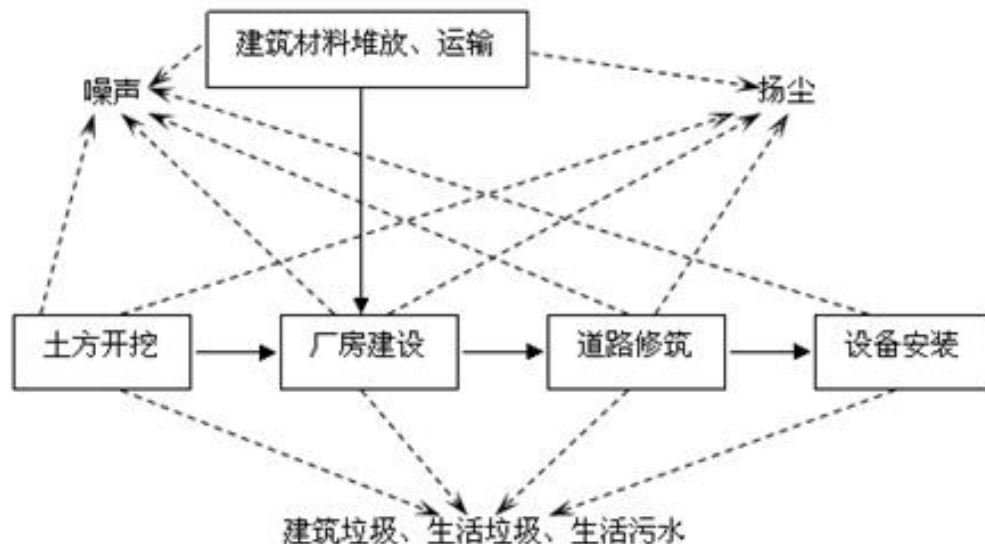 建筑材料堆放、运输
噪声
扬尘
土方开挖
厂房建设
道路修筑
设备安装
建筑垃圾、生活垃圾、生活污水